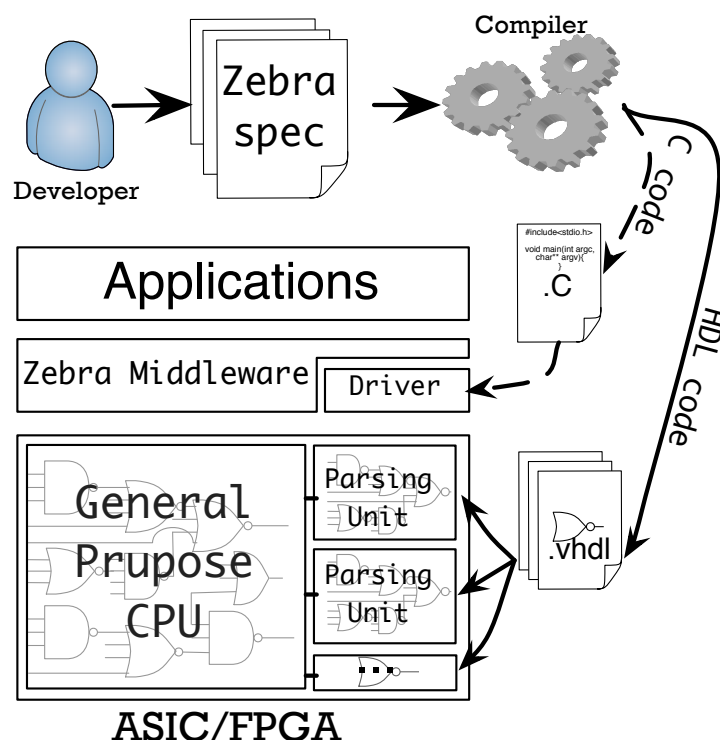 Compiler
Zebra
spec
Developer
C code
#include<stdio.h>
void main(int argc,
char** argv){
}
.C
HDL code
Applications
Zebra Middleware
Driver
General
Prupose
CPU
Parsing
Unit
Parsing
Unit
...
.vhdl
ASIC/FPGA